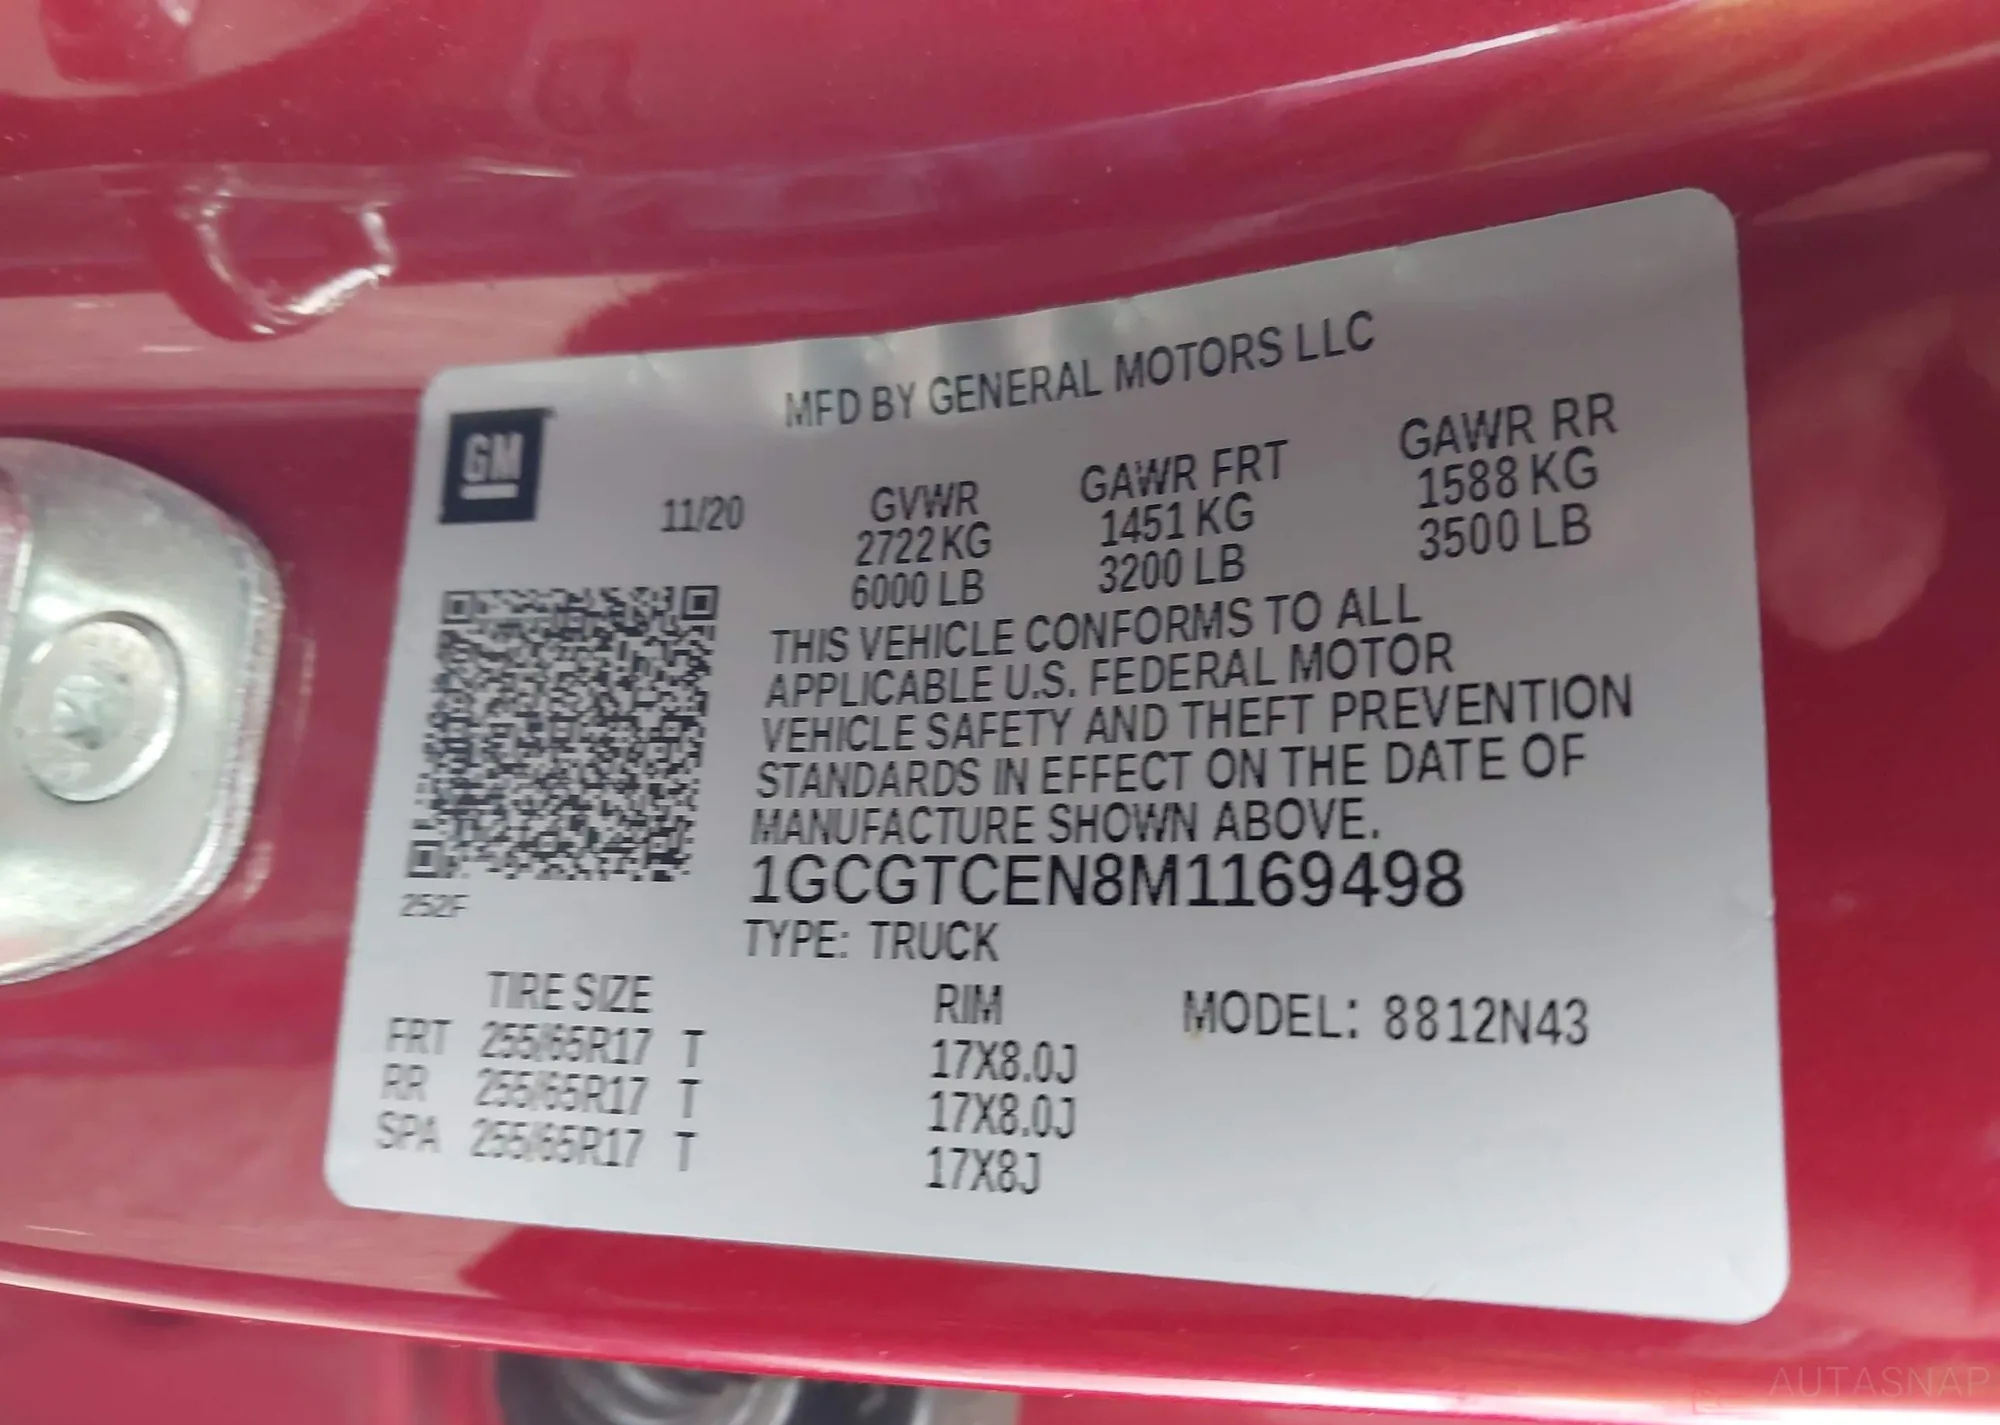 MFD BY GENERAL MOTORS LLC
GM
11/20
GVWR
2722 KG
6000 LB
GAWR FRT
1451 KG
3200 LB
GAWR RR
1588 KG
3500 LB
THIS VEHICLE CONFORMS TO ALL
APPLICABLE U.S. FEDERAL MOTOR
VEHICLE SAFETY AND THEFT PREVENTION
STANDARDS IN EFFECT ON THE DATE OF
MANUFACTURE SHOWN ABOVE.
1GCGTCEN8M1169498
252F
TYPE: TRUCK
TIRE SIZE RIM MODEL: 8812N43
FRT 255/65R17 T 17X8.0J
RR 255/65R17 T 17X8.0J
SPA 255/65R17 T 17X8J
AUTASNAP